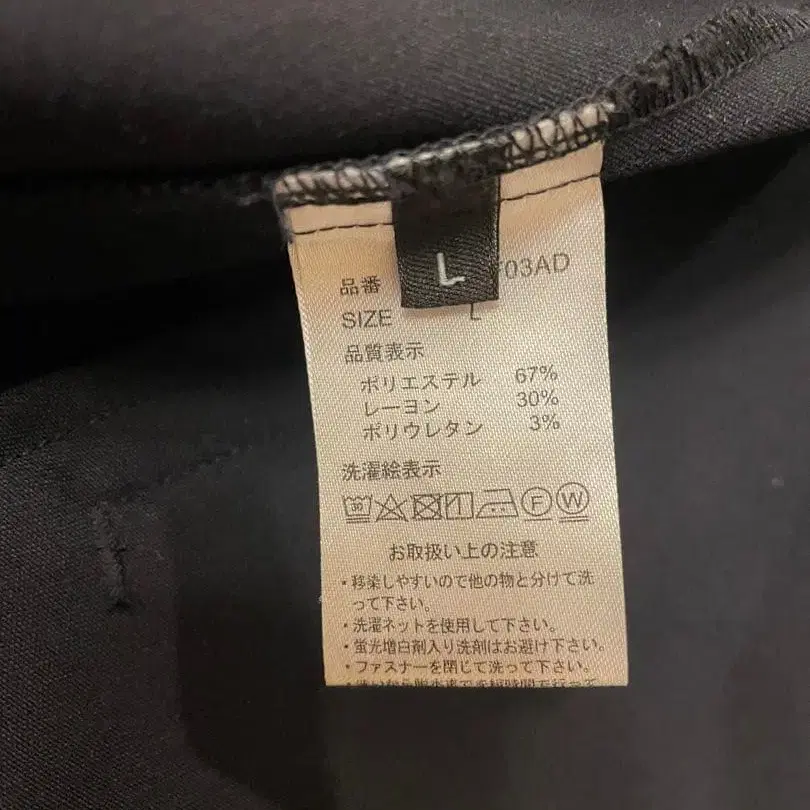 L
品番 F03AD
SIZE L
品質表示
ポリエステル 67%
レーヨン 30%
ポリウレタン 3%
洗濯絵表示
30 F W
お取扱い上の注意
・移染しやすいので他の物と分けて洗
って下さい。
・洗濯ネットを使用して下さい。
・蛍光増白剤入り洗剤はお避け下さい。
・ファスナーを閉じて洗って下さい。